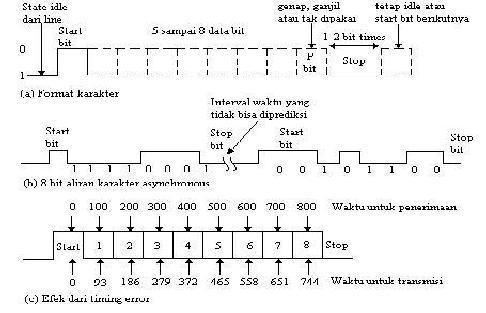 State idle
dari line
Start
bit
5 sampai 8 data bit
genap, ganjil
atau tak dipakai
tetap idle atau
start bit berikutnya
0
1
P
bit
1 2 bit times
Stop
(a) Format karakter
Interval waktu yang
tidak bisa diprediksi
Start
bit
Stop
bit
Start
bit
Stop
bit
1 1 1 1 0 0 0 1
0 0 1 0 1 1 0 0
(b) 8 bit aliran karakter asynchronous
0 100 200 300 400 500 600 700 800 Waktu untuk penerimaan
Start 1 2 3 4 5 6 7 8 Stop
0 93 186 279 372 465 558 651 744 Waktu untuk transmisi
(c) Efek dari timing error